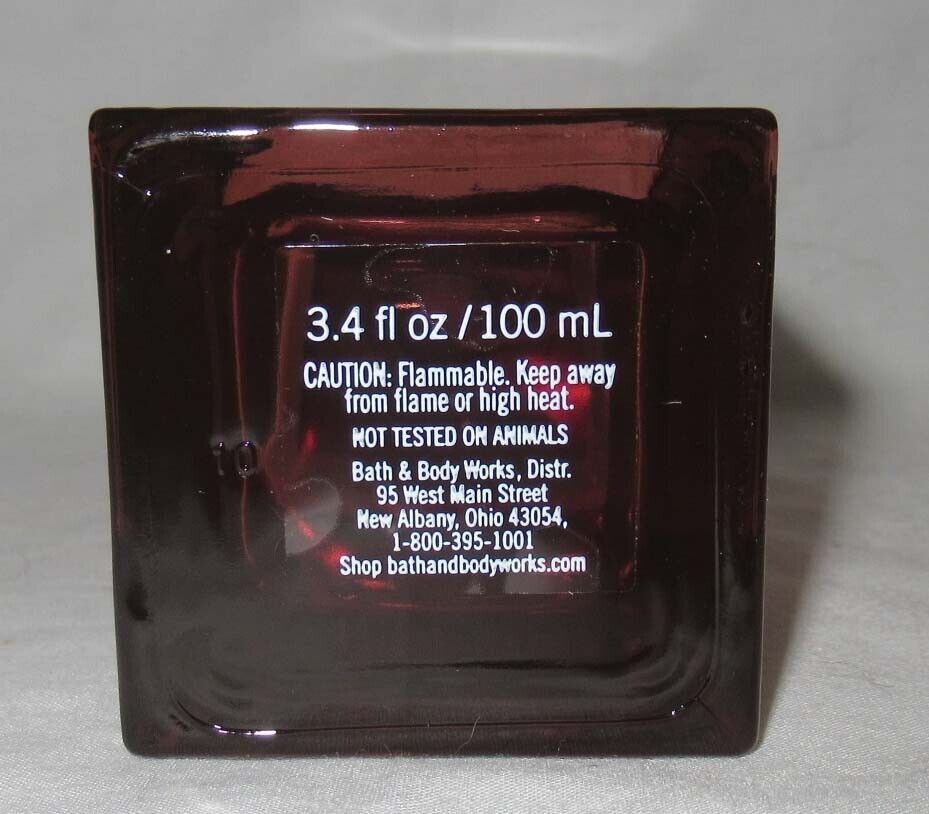 3.4 fl oz / 100 mL
CAUTION: Flammable. Keep away
from flame or high heat.
NOT TESTED ON ANIMALS
10
Bath & Body Works, Distr.
95 West Main Street
New Albany, Ohio 43054,
1-800-395-1001
Shop bathandbodyworks.com